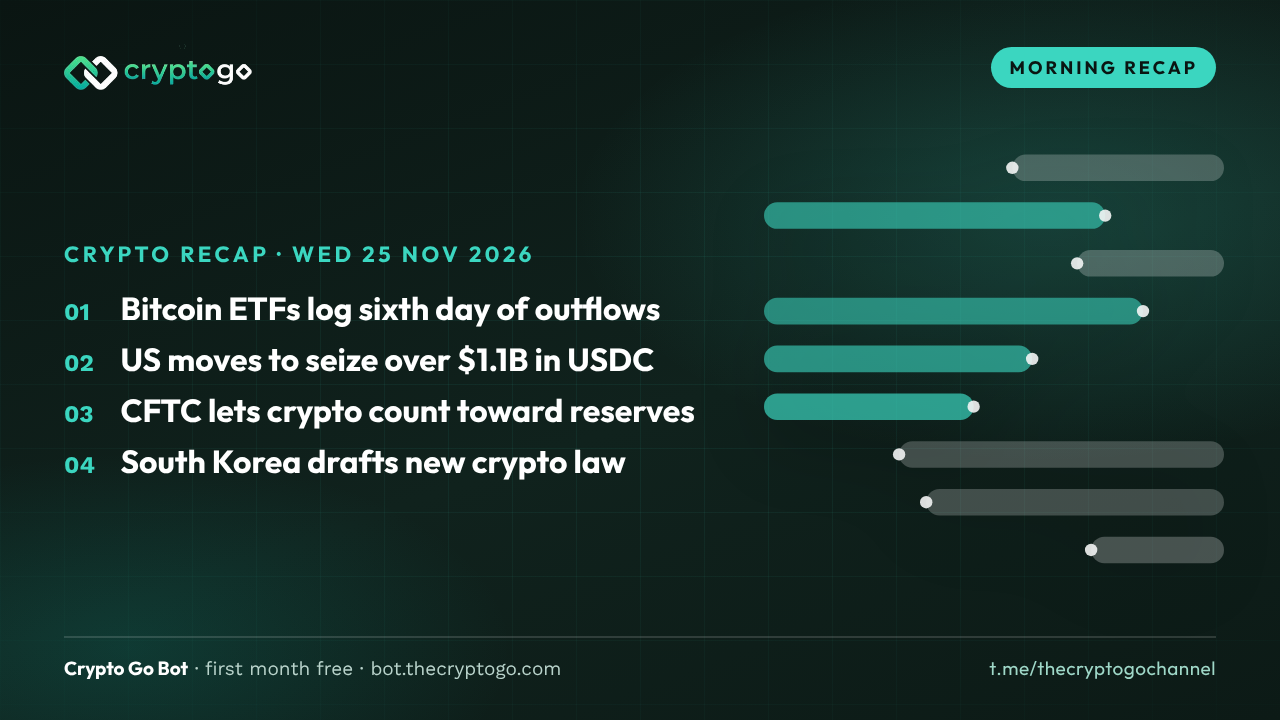 cryptogo
MORNING RECAP
CRYPTO RECAP · WED 25 NOV 2026
01 Bitcoin ETFs log sixth day of outflows
02 US moves to seize over $1.1B in USDC
03 CFTC lets crypto count toward reserves
04 South Korea drafts new crypto law
Crypto Go Bot · first month free · bot.thecryptogo.com
t.me/thecryptogochannel